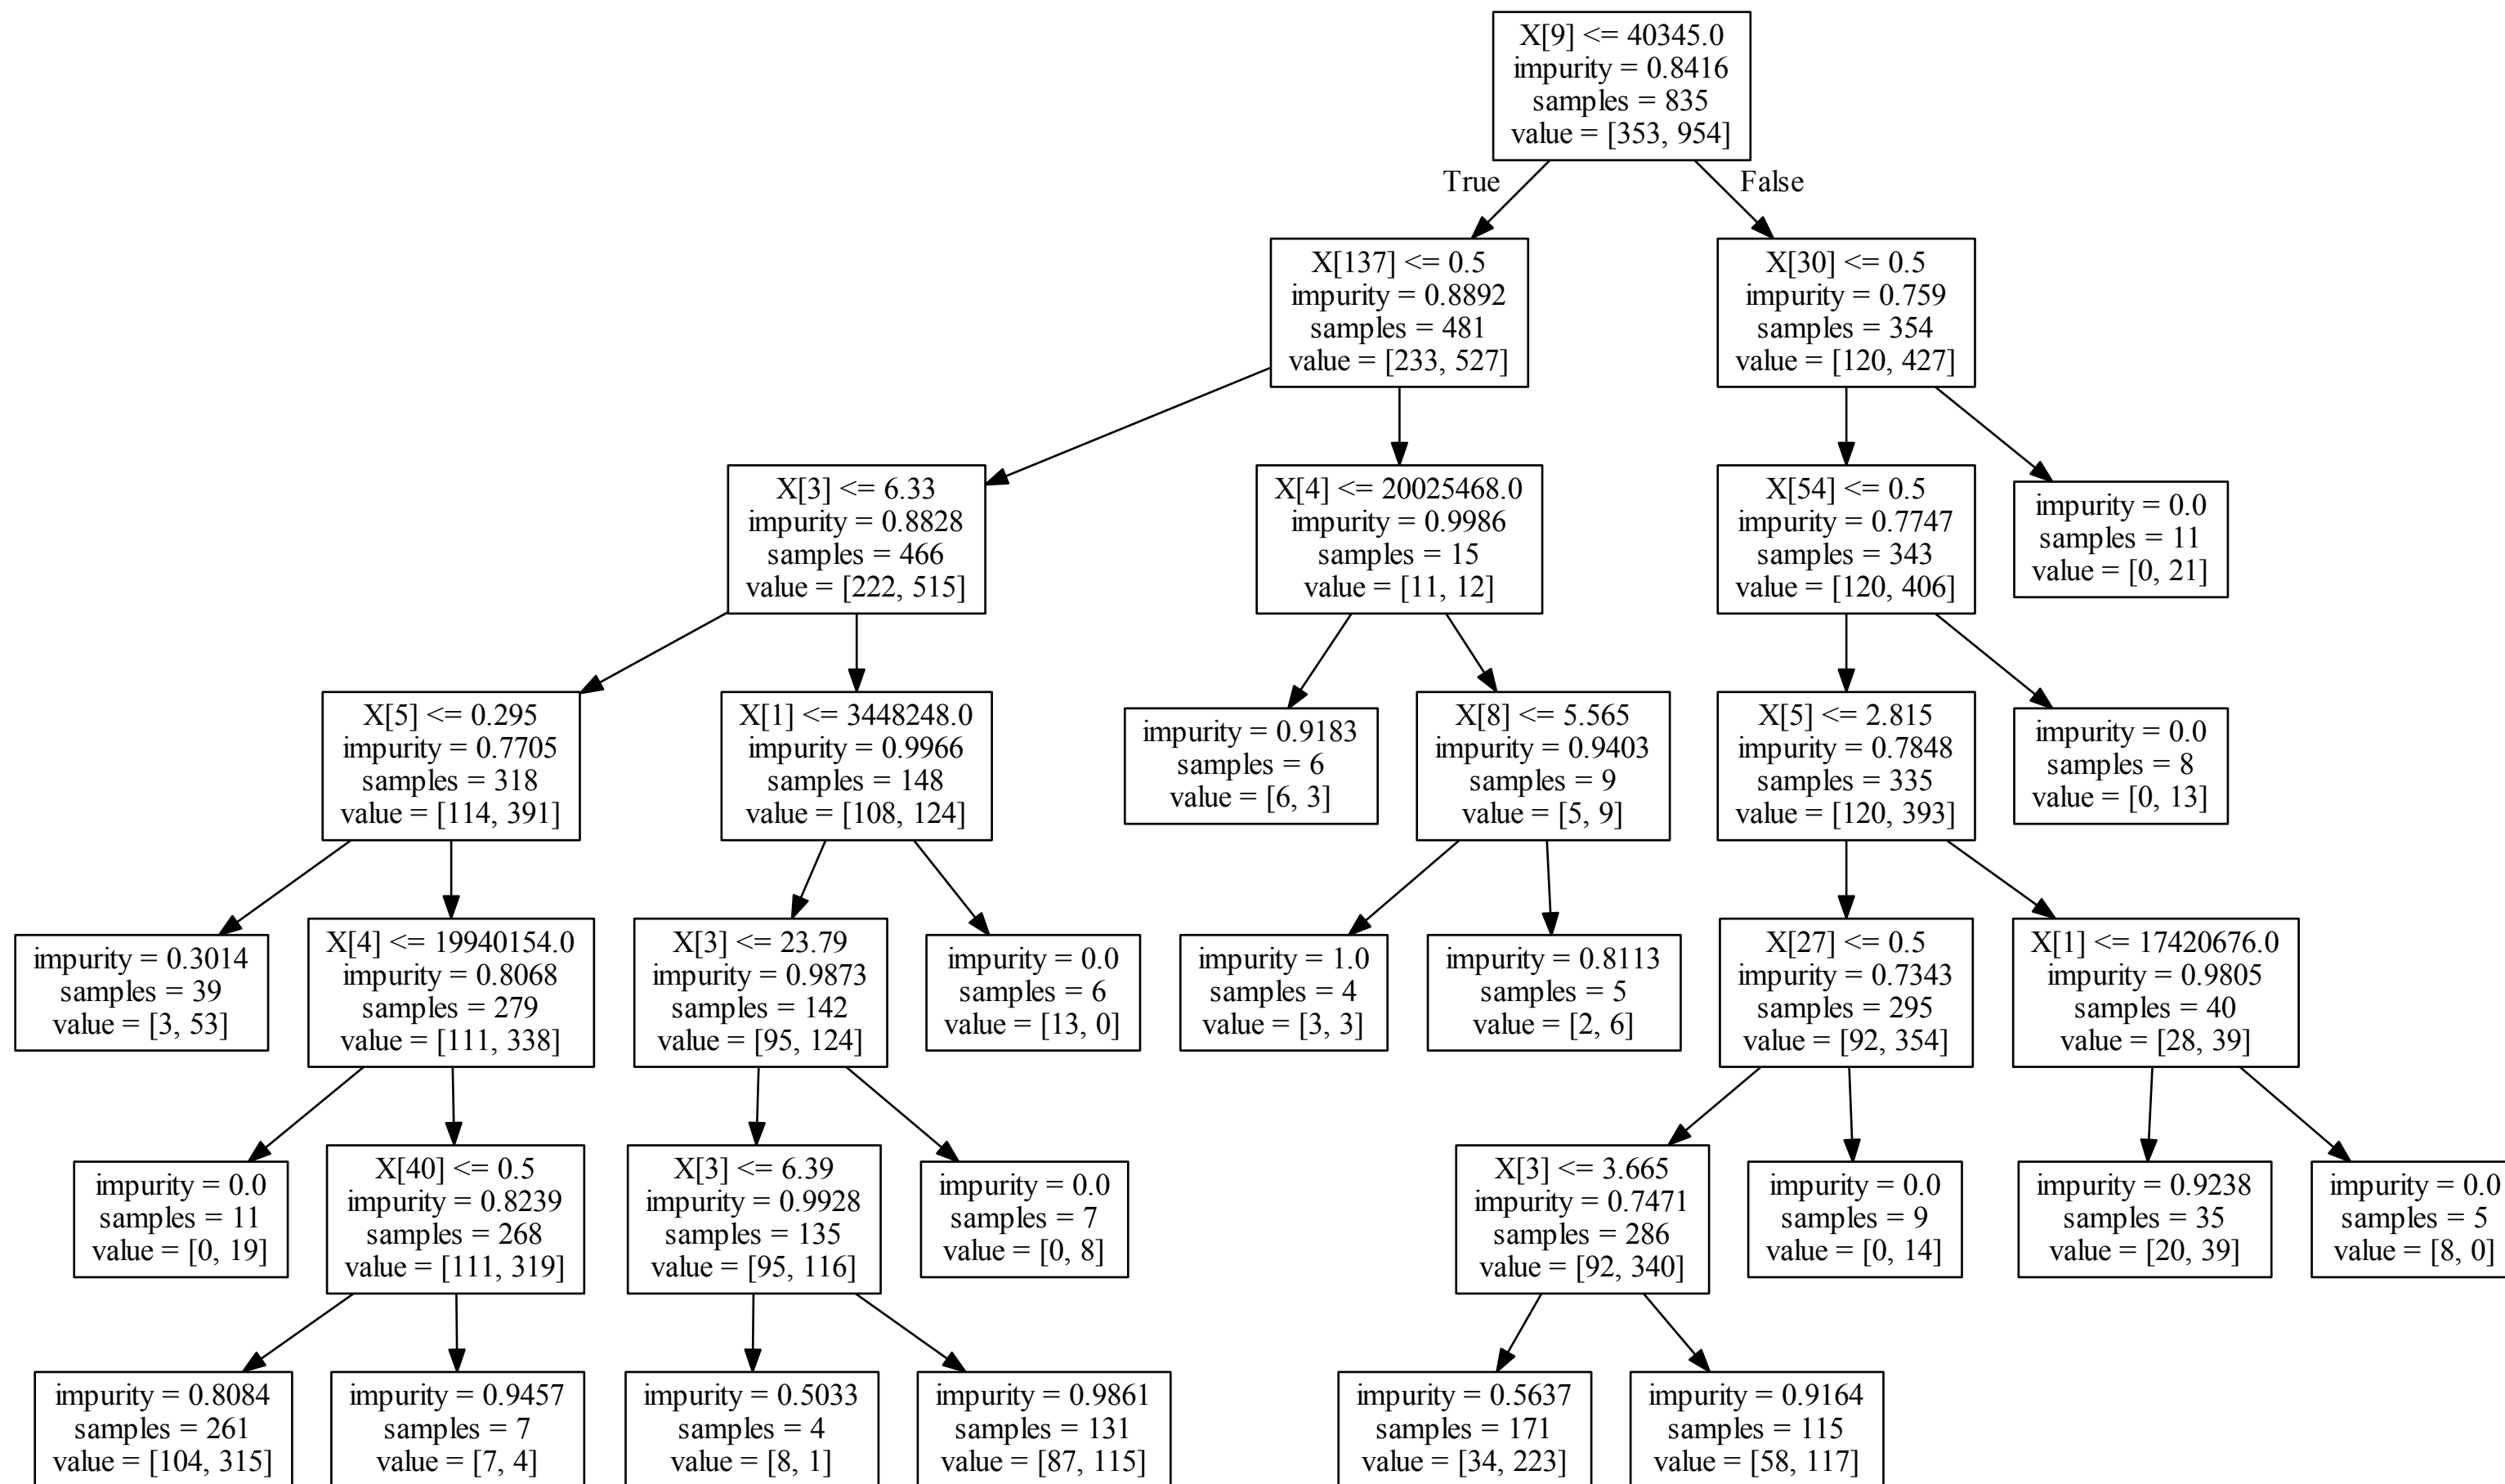 X[9] <= 40345.0
impurity = 0.8416
samples = 835
value = [353, 954]
True
False
X[137] <= 0.5
impurity = 0.8892
samples = 481
value = [233, 527]
X[30] <= 0.5
impurity = 0.759
samples = 354
value = [120, 427]
X[3] <= 6.33
impurity = 0.8828
samples = 466
value = [222, 515]
X[4] <= 20025468.0
impurity = 0.9986
samples = 15
value = [11, 12]
X[54] <= 0.5
impurity = 0.7747
samples = 343
value = [120, 406]
impurity = 0.0
samples = 11
value = [0, 21]
X[5] <= 0.295
impurity = 0.7705
samples = 318
value = [114, 391]
X[1] <= 3448248.0
impurity = 0.9966
samples = 148
value = [108, 124]
impurity = 0.9183
samples = 6
value = [6, 3]
X[8] <= 5.565
impurity = 0.9403
samples = 9
value = [5, 9]
X[5] <= 2.815
impurity = 0.7848
samples = 335
value = [120, 393]
impurity = 0.0
samples = 8
value = [0, 13]
impurity = 0.3014
samples = 39
value = [3, 53]
X[4] <= 19940154.0
impurity = 0.8068
samples = 279
value = [111, 338]
X[3] <= 23.79
impurity = 0.9873
samples = 142
value = [95, 124]
impurity = 0.0
samples = 6
value = [13, 0]
impurity = 1.0
samples = 4
value = [3, 3]
impurity = 0.8113
samples = 5
value = [2, 6]
X[27] <= 0.5
impurity = 0.7343
samples = 295
value = [92, 354]
X[1] <= 17420676.0
impurity = 0.9805
samples = 40
value = [28, 39]
impurity = 0.0
samples = 11
value = [0, 19]
X[40] <= 0.5
impurity = 0.8239
samples = 268
value = [111, 319]
X[3] <= 6.39
impurity = 0.9928
samples = 135
value = [95, 116]
impurity = 0.0
samples = 7
value = [0, 8]
X[3] <= 3.665
impurity = 0.7471
samples = 286
value = [92, 340]
impurity = 0.0
samples = 9
value = [0, 14]
impurity = 0.9238
samples = 35
value = [20, 39]
impurity = 0.0
samples = 5
value = [8, 0]
impurity = 0.8084
samples = 261
value = [104, 315]
impurity = 0.9457
samples = 7
value = [7, 4]
impurity = 0.5033
samples = 4
value = [8, 1]
impurity = 0.9861
samples = 131
value = [87, 115]
impurity = 0.5637
samples = 171
value = [34, 223]
impurity = 0.9164
samples = 115
value = [58, 117]